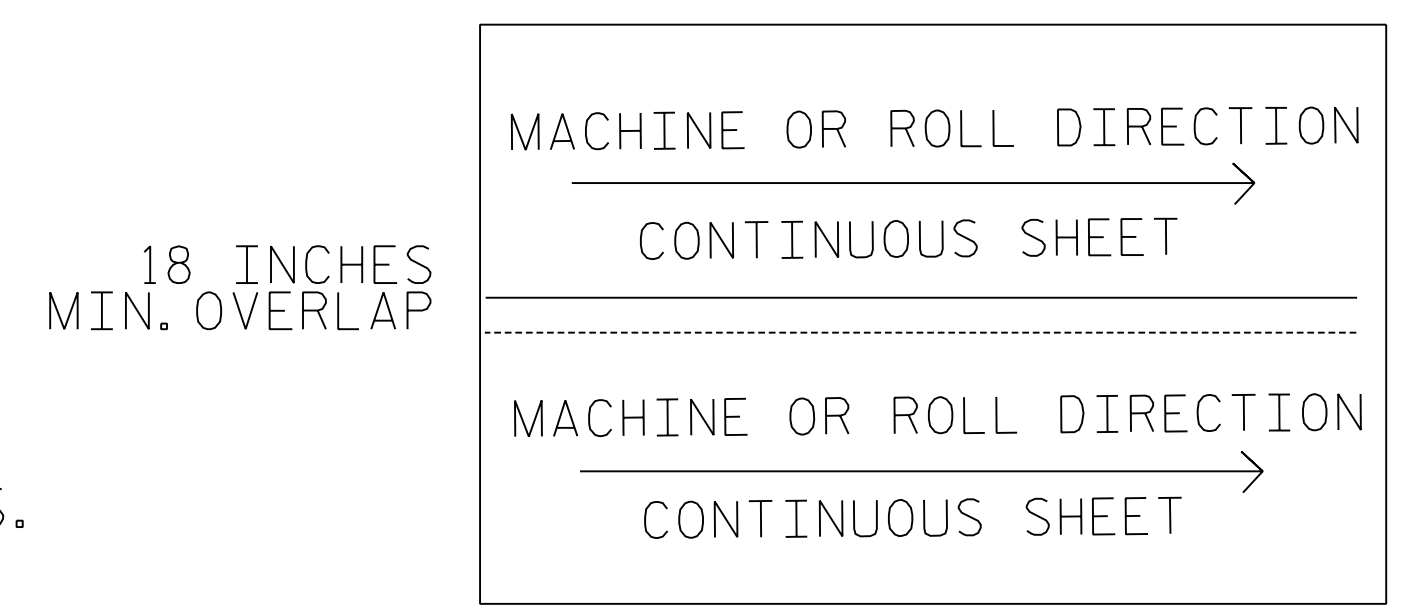 MACHINE OR ROLL DIRECTION
CONTINUOUS SHEET
18 INCHES
MIN. OVERLAP
MACHINE OR ROLL DIRECTION
CONTINUOUS SHEET